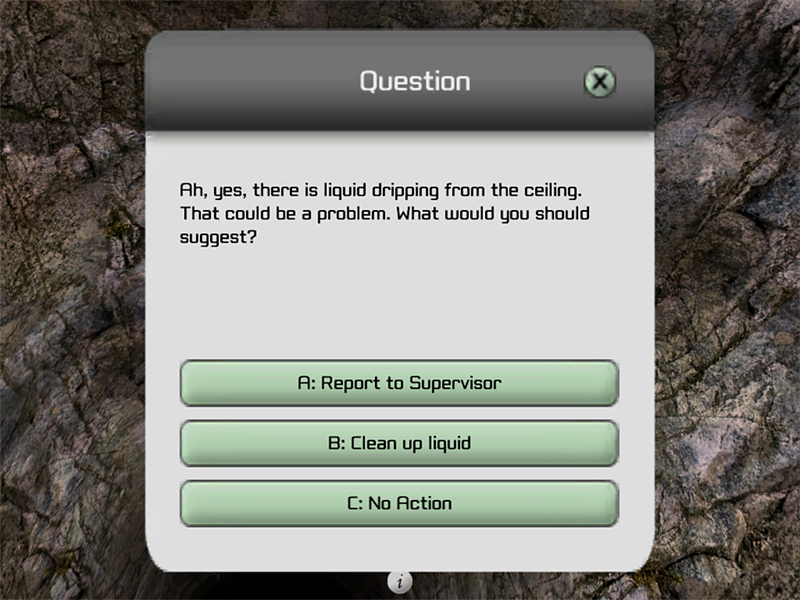 Question
Ah, yes, there is liquid dripping from the ceiling.
That could be a problem. What would you should
suggest?
A: Report to Supervisor
B: Clean up liquid
C: No Action
i